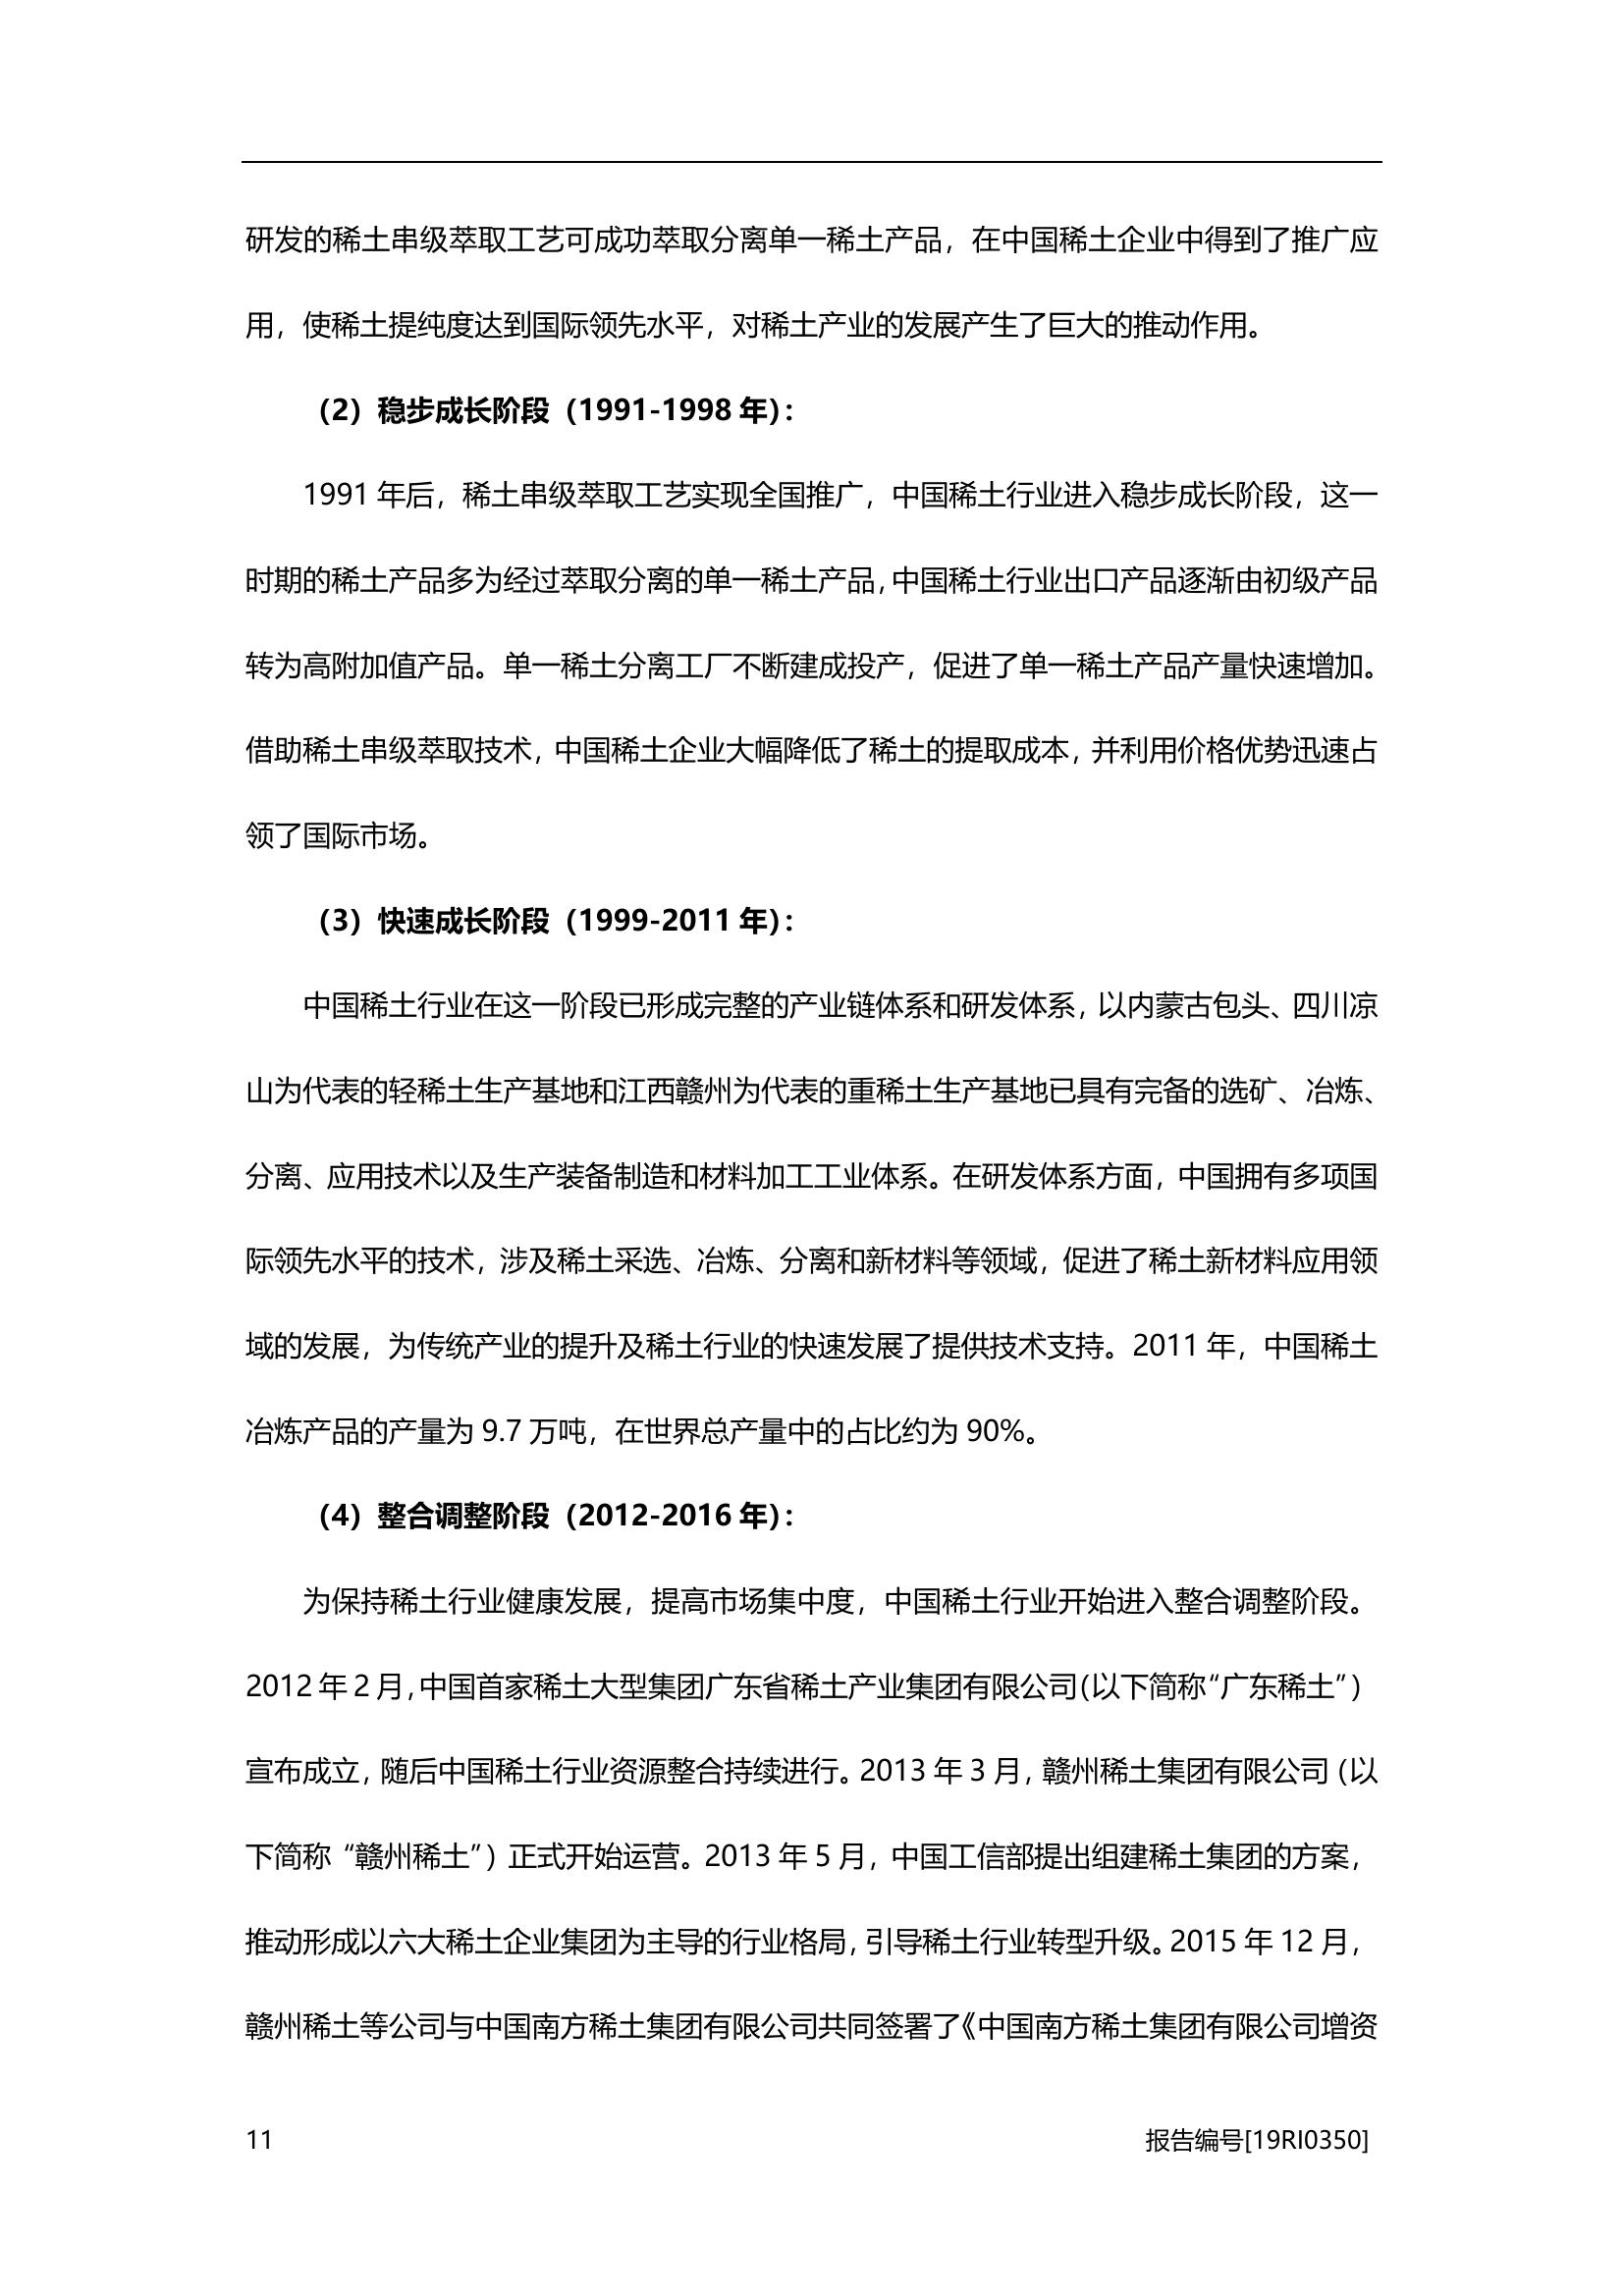 研发的稀土串级萃取工艺可成功萃取分离单一稀土产品，在中国稀土企业中得到了推广应
用，使稀土提纯度达到国际领先水平，对稀土产业的发展产生了巨大的推动作用。
（2）稳步成长阶段（1991-1998 年）：
1991 年后，稀土串级萃取工艺实现全国推广，中国稀土行业进入稳步成长阶段，这一
时期的稀土产品多为经过萃取分离的单一稀土产品，中国稀土行业出口产品逐渐由初级产品
转为高附加值产品。单一稀土分离工厂不断建成投产，促进了单一稀土产品产量快速增加。
借助稀土串级萃取技术，中国稀土企业大幅降低了稀土的提取成本，并利用价格优势迅速占
领了国际市场。
（3）快速成长阶段（1999-2011 年）：
中国稀土行业在这一阶段已形成完整的产业链体系和研发体系，以内蒙古包头、四川凉
山为代表的轻稀土生产基地和江西赣州为代表的重稀土生产基地已具有完备的选矿、冶炼、
分离、应用技术以及生产装备制造和材料加工工业体系。在研发体系方面，中国拥有多项国
际领先水平的技术，涉及稀土采选、冶炼、分离和新材料等领域，促进了稀土新材料应用领
域的发展，为传统产业的提升及稀土行业的快速发展了提供技术支持。2011 年，中国稀土
冶炼产品的产量为 9.7 万吨，在世界总产量中的占比约为 90%。
（4）整合调整阶段（2012-2016 年）：
为保持稀土行业健康发展，提高市场集中度，中国稀土行业开始进入整合调整阶段。
2012 年 2 月，中国首家稀土大型集团广东省稀土产业集团有限公司（以下简称“广东稀土”）
宣布成立，随后中国稀土行业资源整合持续进行。2013 年 3 月，赣州稀土集团有限公司（以
下简称“赣州稀土”）正式开始运营。2013 年 5 月，中国工信部提出组建稀土集团的方案，
推动形成以六大稀土企业集团为主导的行业格局，引导稀土行业转型升级。2015 年 12 月，
赣州稀土等公司与中国南方稀土集团有限公司共同签署了《中国南方稀土集团有限公司增资
11 报告编号[19RI0350]